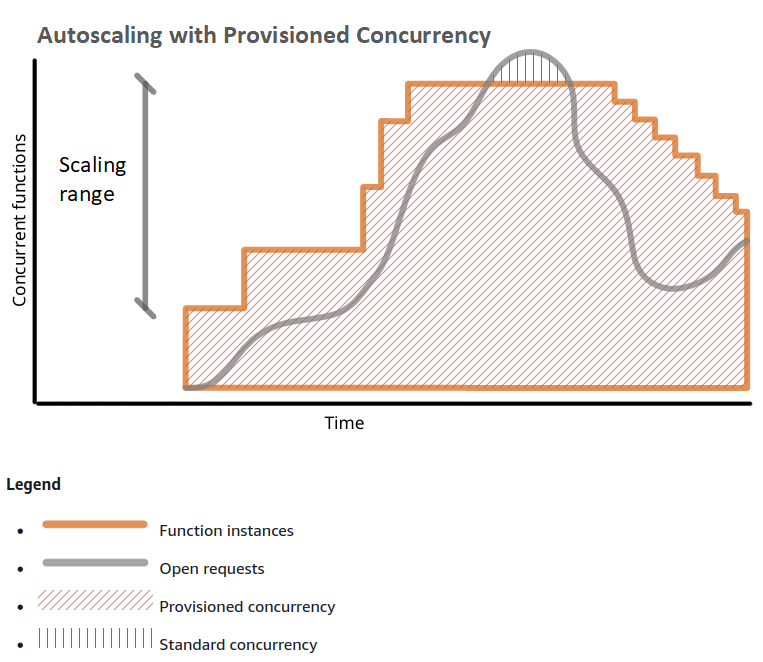 Autoscaling with Provisioned Concurrency
Concurrent functions
Scaling
range
Time
Legend
Function instances
Open requests
Provisioned concurrency
Standard concurrency